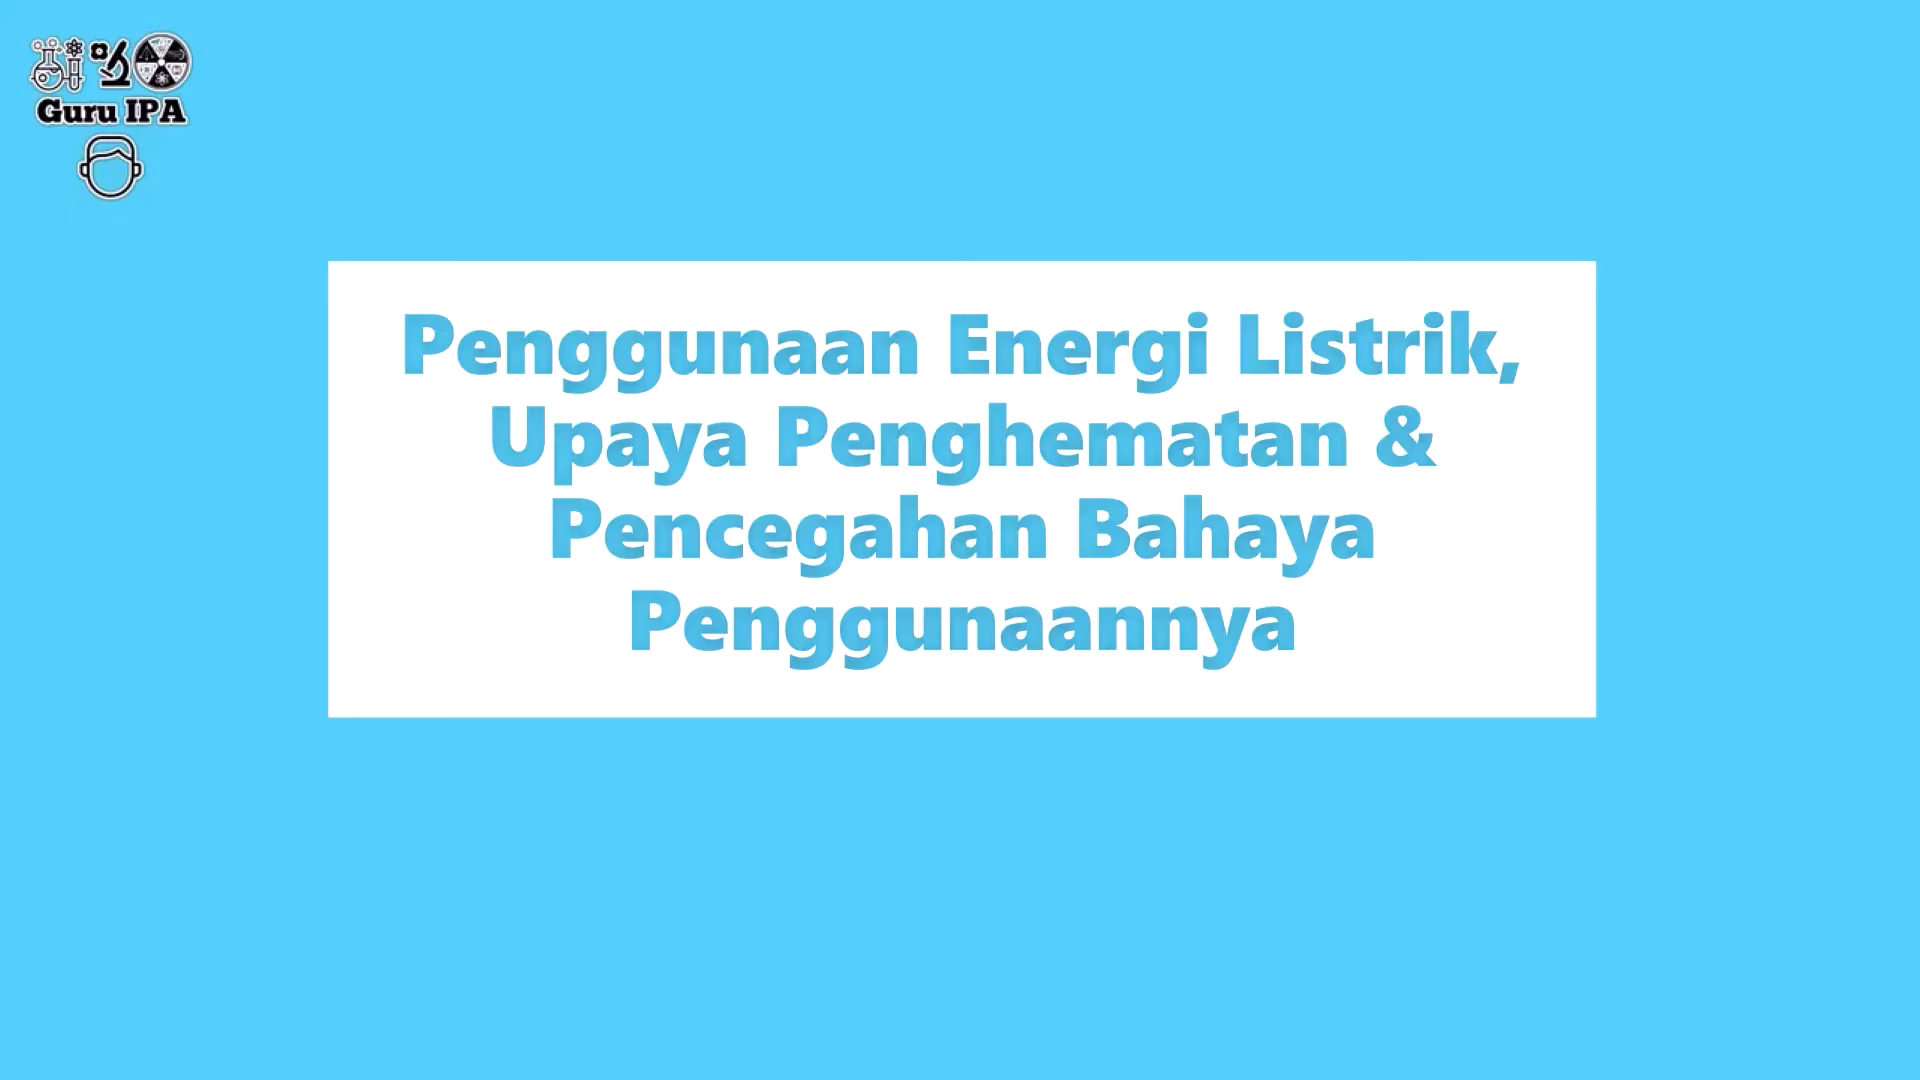 Guru IPA
Penggunaan Energi Listrik,
Upaya Penghematan &
Pencegahan Bahaya
Penggunaannya